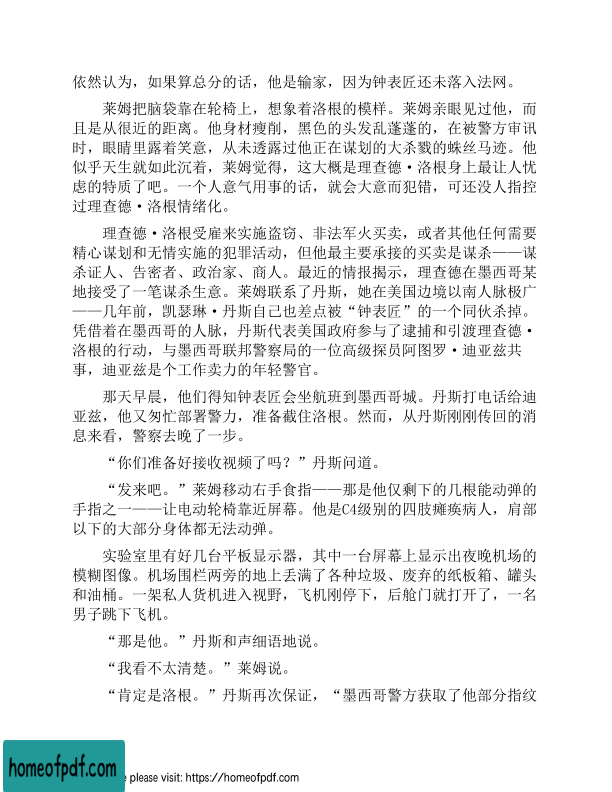 依然认为，如果算总分的话，他是输家，因为钟表匠还未落入法网。
莱姆把脑袋靠在轮椅上，想象着洛根的模样。莱姆亲眼见过他，而
且是从很近的距离。他身材瘦削，黑色的头发乱蓬蓬的，在被警方审讯
时，眼睛里露着笑意，从未透露过他正在谋划的大杀戮的蛛丝马迹。他
似乎天生就如此沉着，莱姆觉得，这大概是理查德·洛根身上最让人忧
虑的特质了吧。一个人意气用事的话，就会大意而犯错，可还没人指控
过理查德·洛根情绪化。
理查德·洛根受雇来实施盗窃、非法军火买卖，或者其他任何需要
精心谋划和无情实施的犯罪活动，但他最主要承接的买卖是谋杀——谋
杀证人、告密者、政治家、商人。最近的情报揭示，理查德在墨西哥某
地接受了一笔谋杀生意。莱姆联系了丹斯，她在美国边境以南人脉极广
——几年前，凯瑟琳·丹斯自己也差点被“钟表匠”的一个同伙杀掉。
凭借着在墨西哥的人脉，丹斯代表美国政府参与了逮捕和引渡理查德·
洛根的行动，与墨西哥联邦警察局的一位高级探员阿图罗·迪亚兹共
事，迪亚兹是个工作卖力的年轻警官。
那天早晨，他们得知钟表匠会坐航班到墨西哥城。丹斯打电话给迪
亚兹，他又匆忙部署警力，准备截住洛根。然而，从丹斯刚刚传回的消
息来看，警察去晚了一步。
“你们准备好接收视频了吗？”丹斯问道。
“发来吧。”莱姆移动右手食指——那是他仅剩下的几根能动弹的
手指之一——让电动轮椅靠近屏幕。他是C4级别的四肢瘫痪病人，肩部
以下的大部分身体都无法动弹。
实验室里有好几台平板显示器，其中一台屏幕上显示出夜晚机场的
模糊图像。机场围栏两旁的地上丢满了各种垃圾、废弃的纸板箱、罐头
和油桶。一架私人货机进入视野，飞机刚停下，后舱门就打开了，一名
男子跳下飞机。
“那是他。”丹斯和声细语地说。
“我看不太清楚。”莱姆说。
“肯定是洛根。”丹斯再次保证，“墨西哥警方获取了他部分指纹
homeofpdf.com
please visit: https://homeofpdf.com